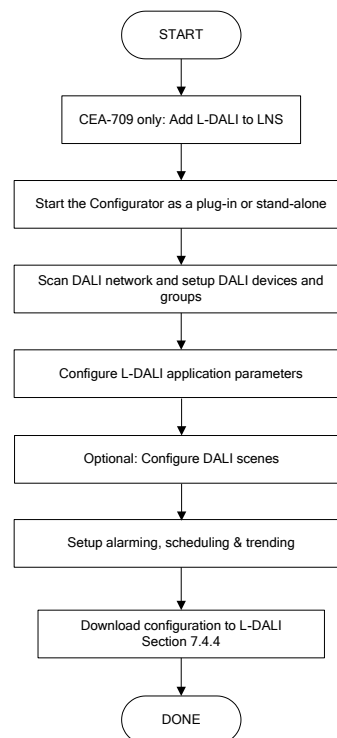 START
CEA-709 only: Add L-DALI to LNS
Start the Configurator as a plug-in or stand-alone
Scan DALI network and setup DALI devices and
groups
Configure L-DALI application parameters
Optional: Configure DALI scenes
Setup alarming, scheduling & trending
Download configuration to L-DALI
Section 7.4.4
DONE